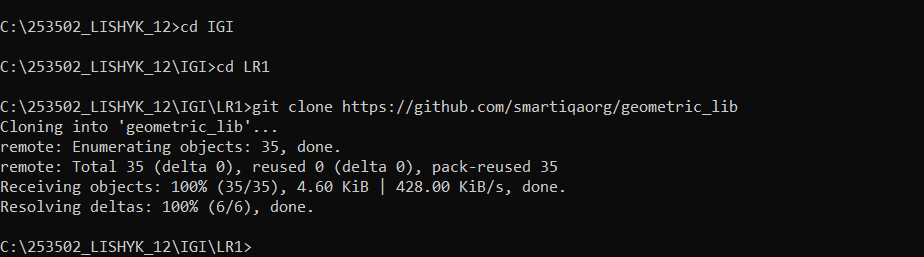 C:\253502_LISHYK_12>cd IGI
C:\253502_LISHYK_12\IGI>cd LR1
C:\253502_LISHYK_12\IGI\LR1>git clone https://github.com/smartiqaorg/geometric_lib
Cloning into 'geometric_lib'...
remote: Enumerating objects: 35, done.
remote: Total 35 (delta 0), reused 0 (delta 0), pack-reused 35
Receiving objects: 100% (35/35), 4.60 KiB | 428.00 KiB/s, done.
Resolving deltas: 100% (6/6), done.
C:\253502_LISHYK_12\IGI\LR1>